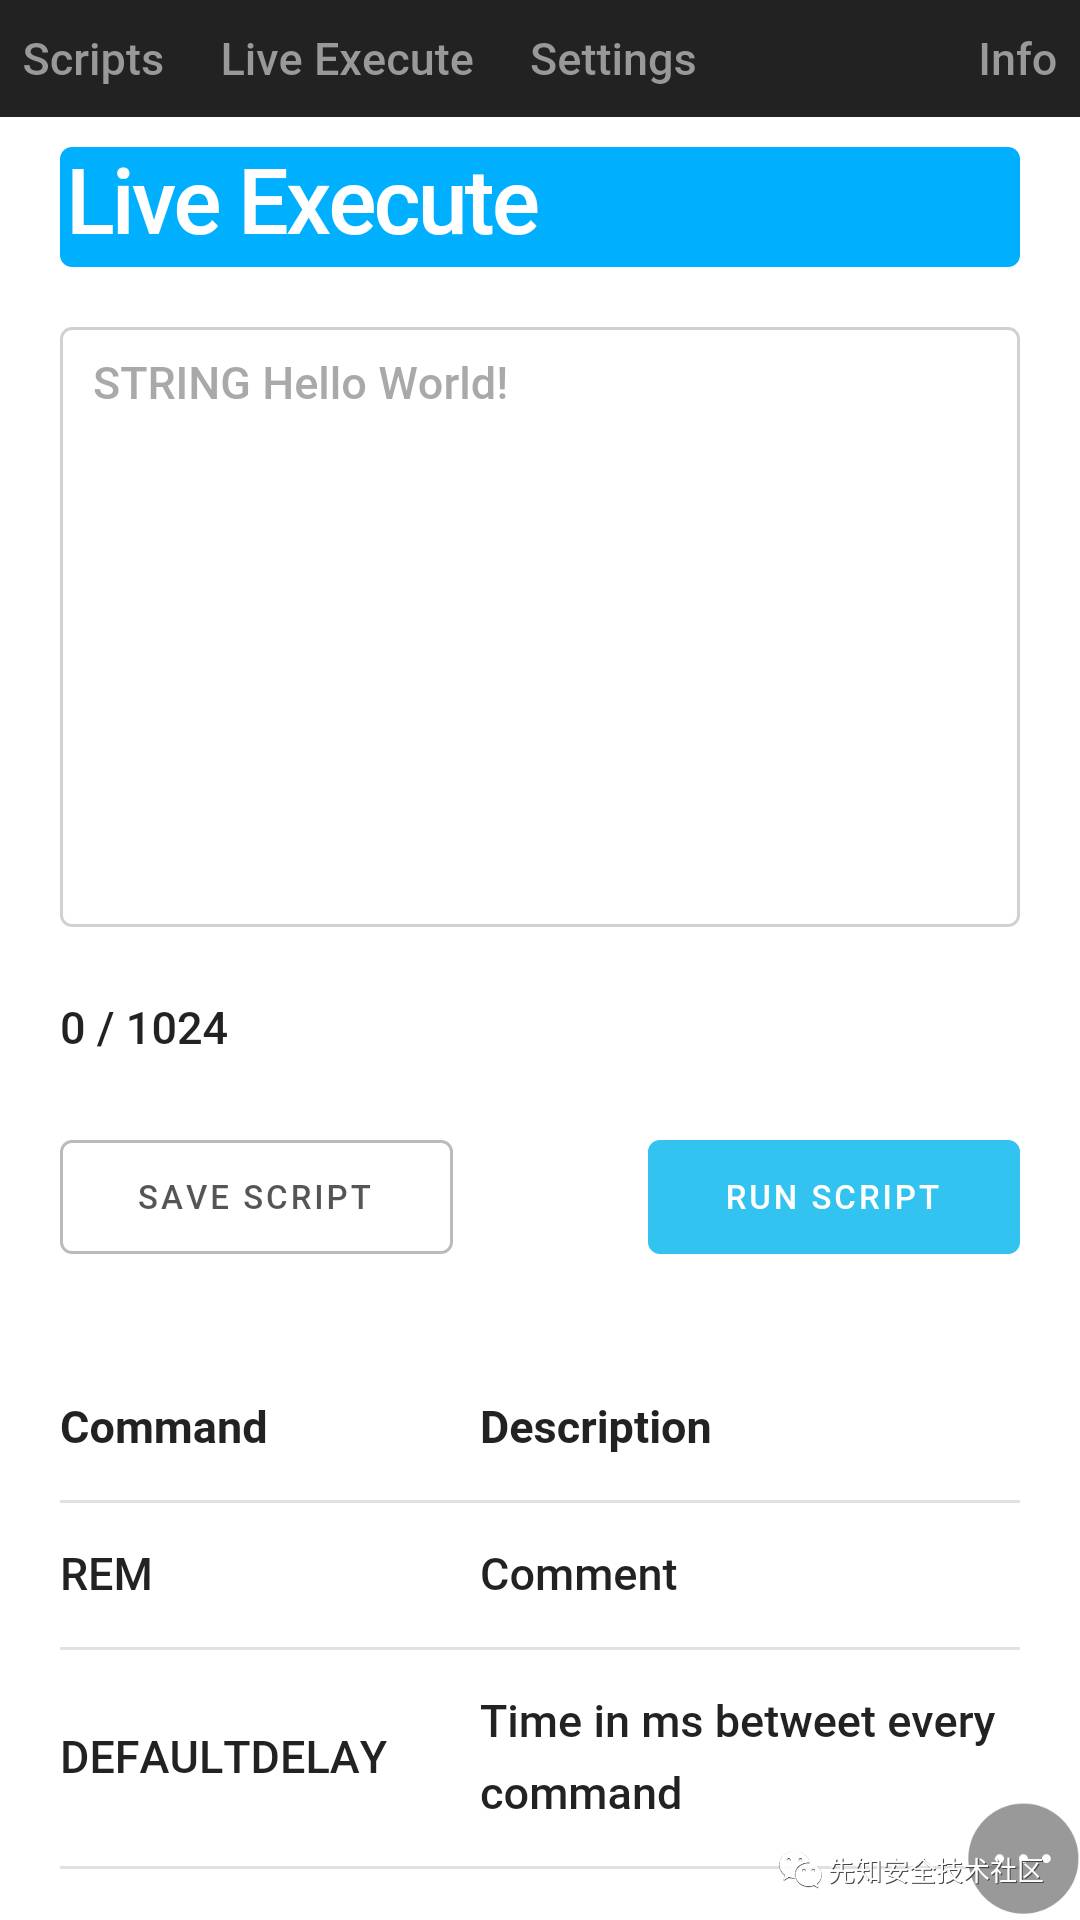 Scripts Live Execute Settings Info
Live Execute
STRING Hello World!
0 / 1024
SAVE SCRIPT RUN SCRIPT
Command Description
REM Comment
DEFAULTDELAY Time in ms betweet every
command
先知安全技术社区